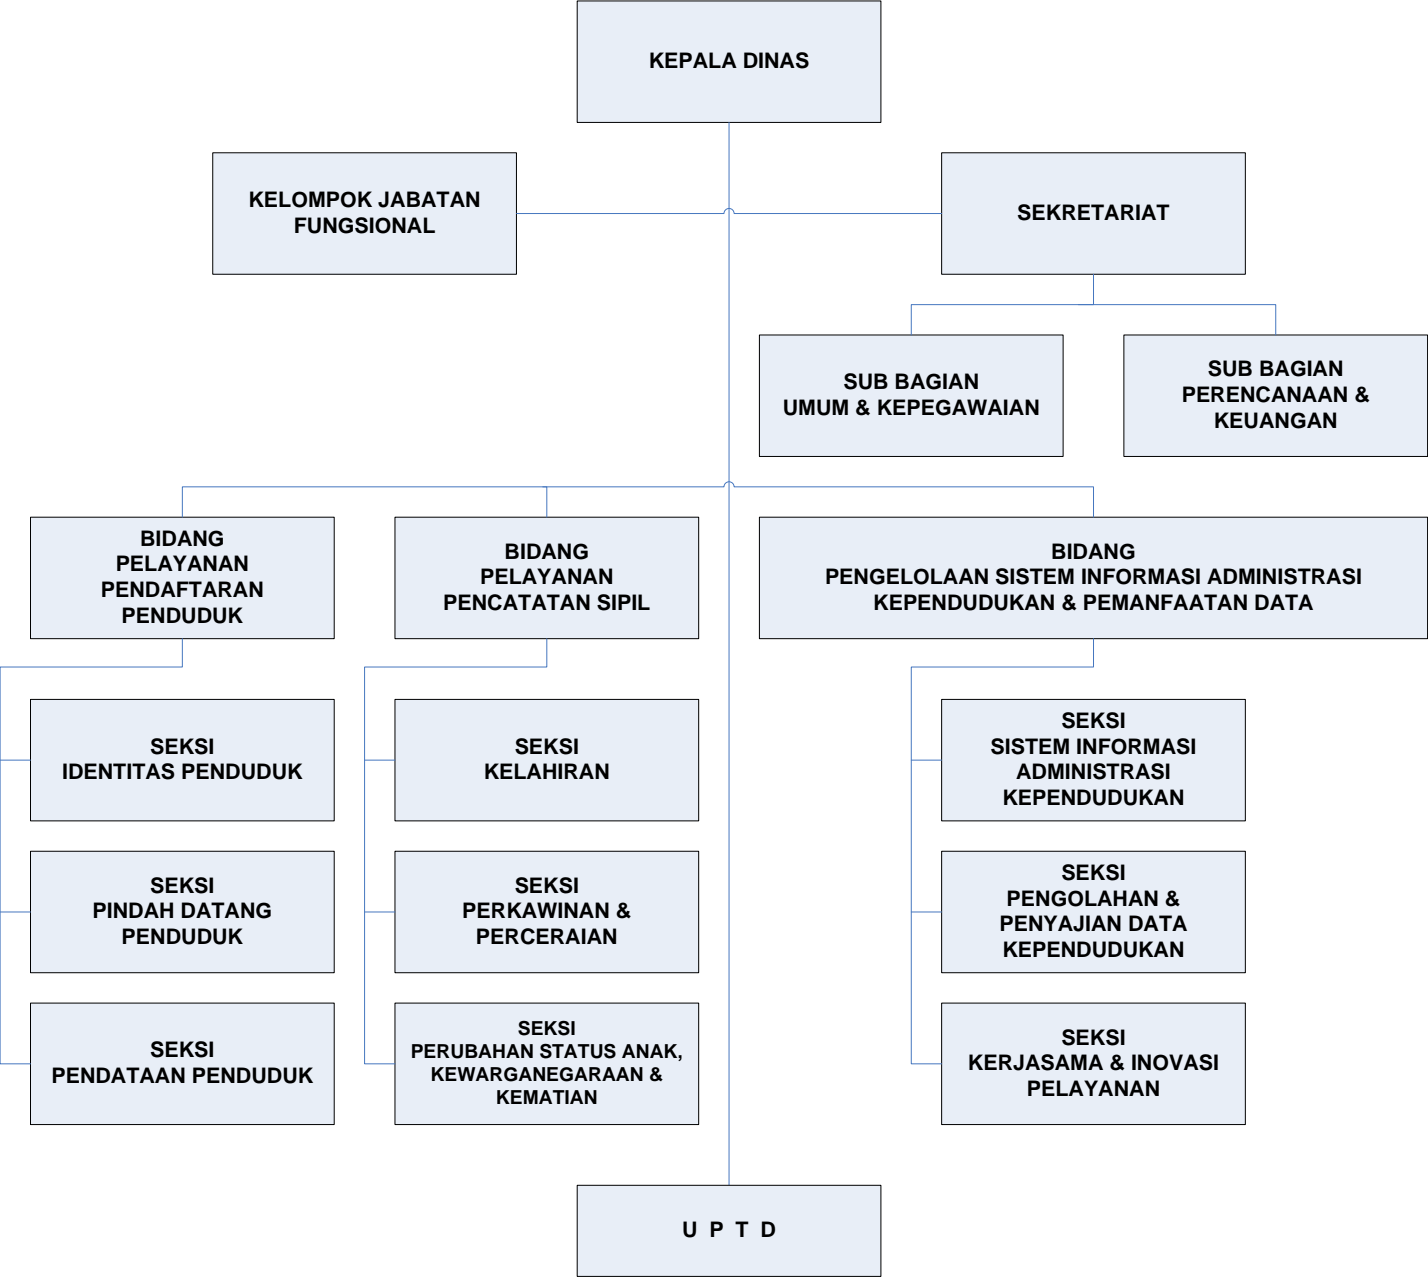 KEPALA DINAS
KELOMPOK JABATAN
FUNGSIONAL
SEKRETARIAT
SUB BAGIAN
UMUM & KEPEGAWAIAN
SUB BAGIAN
PERENCANAAN &
KEUANGAN
BIDANG
PELAYANAN
PENDAFTARAN
PENDUDUK
BIDANG
PELAYANAN
PENCATATAN SIPIL
BIDANG
PENGELOLAAN SISTEM INFORMASI ADMINISTRASI
KEPENDUDUKAN & PEMANFAATAN DATA
SEKSI
IDENTITAS PENDUDUK
SEKSI
KELAHIRAN
SEKSI
SISTEM INFORMASI
ADMINISTRASI
KEPENDUDUKAN
SEKSI
PINDAH DATANG
PENDUDUK
SEKSI
PERKAWINAN &
PERCERAIAN
SEKSI
PENGOLAHAN &
PENYAJIAN DATA
KEPENDUDUKAN
SEKSI
PENDATAAN PENDUDUK
SEKSI
PERUBAHAN STATUS ANAK,
KEWARGANEGARAAN &
KEMATIAN
SEKSI
KERJASAMA & INOVASI
PELAYANAN
U P T D